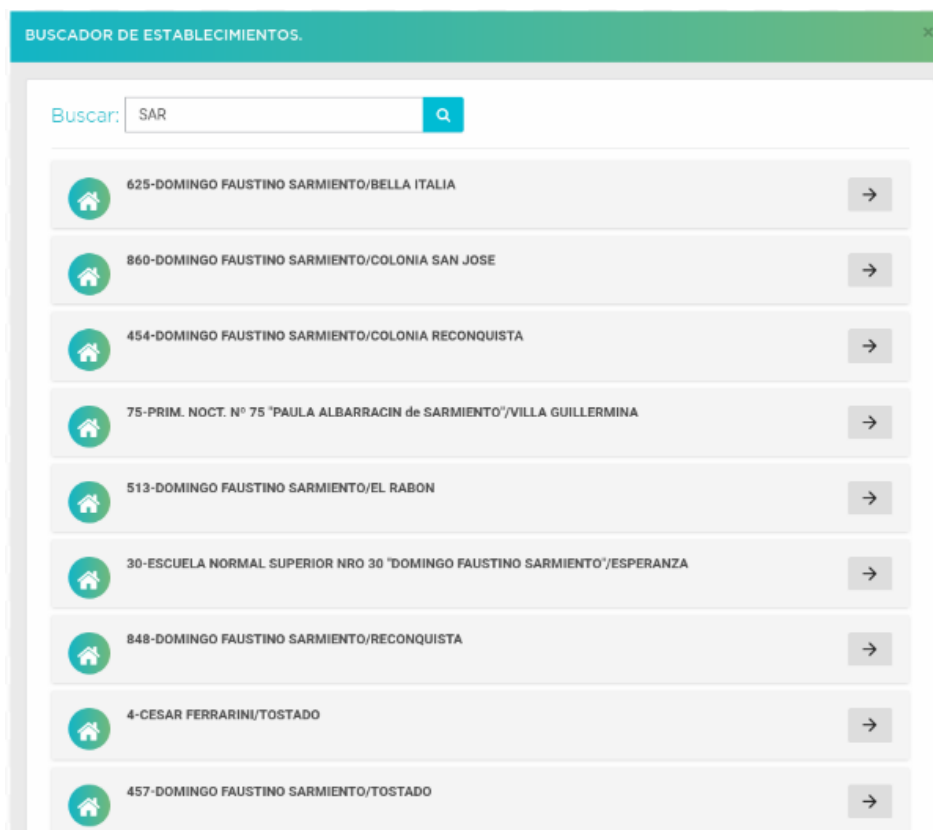 BUSCADOR DE ESTABLECIMIENTOS.
×
Buscar: SAR
625-DOMINGO FAUSTINO SARMIENTO/BELLA ITALIA
860-DOMINGO FAUSTINO SARMIENTO/COLONIA SAN JOSE
454-DOMINGO FAUSTINO SARMIENTO/COLONIA RECONQUISTA
75-PRIM. NOCT. Nº 75 "PAULA ALBARRACIN de SARMIENTO"/VILLA GUILLERMINA
513-DOMINGO FAUSTINO SARMIENTO/EL RABON
30-ESCUELA NORMAL SUPERIOR NRO 30 "DOMINGO FAUSTINO SARMIENTO"/ESPERANZA
848-DOMINGO FAUSTINO SARMIENTO/RECONQUISTA
4-CESAR FERRARINI/TOSTADO
457-DOMINGO FAUSTINO SARMIENTO/TOSTADO